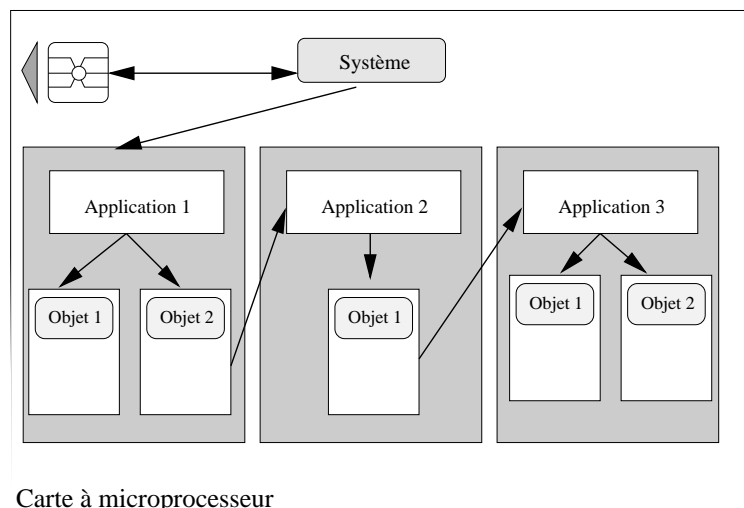 Système
Application 1
Application 2
Application 3
Objet 1
Objet 2
Objet 1
Objet 1
Objet 2
Carte à microprocesseur